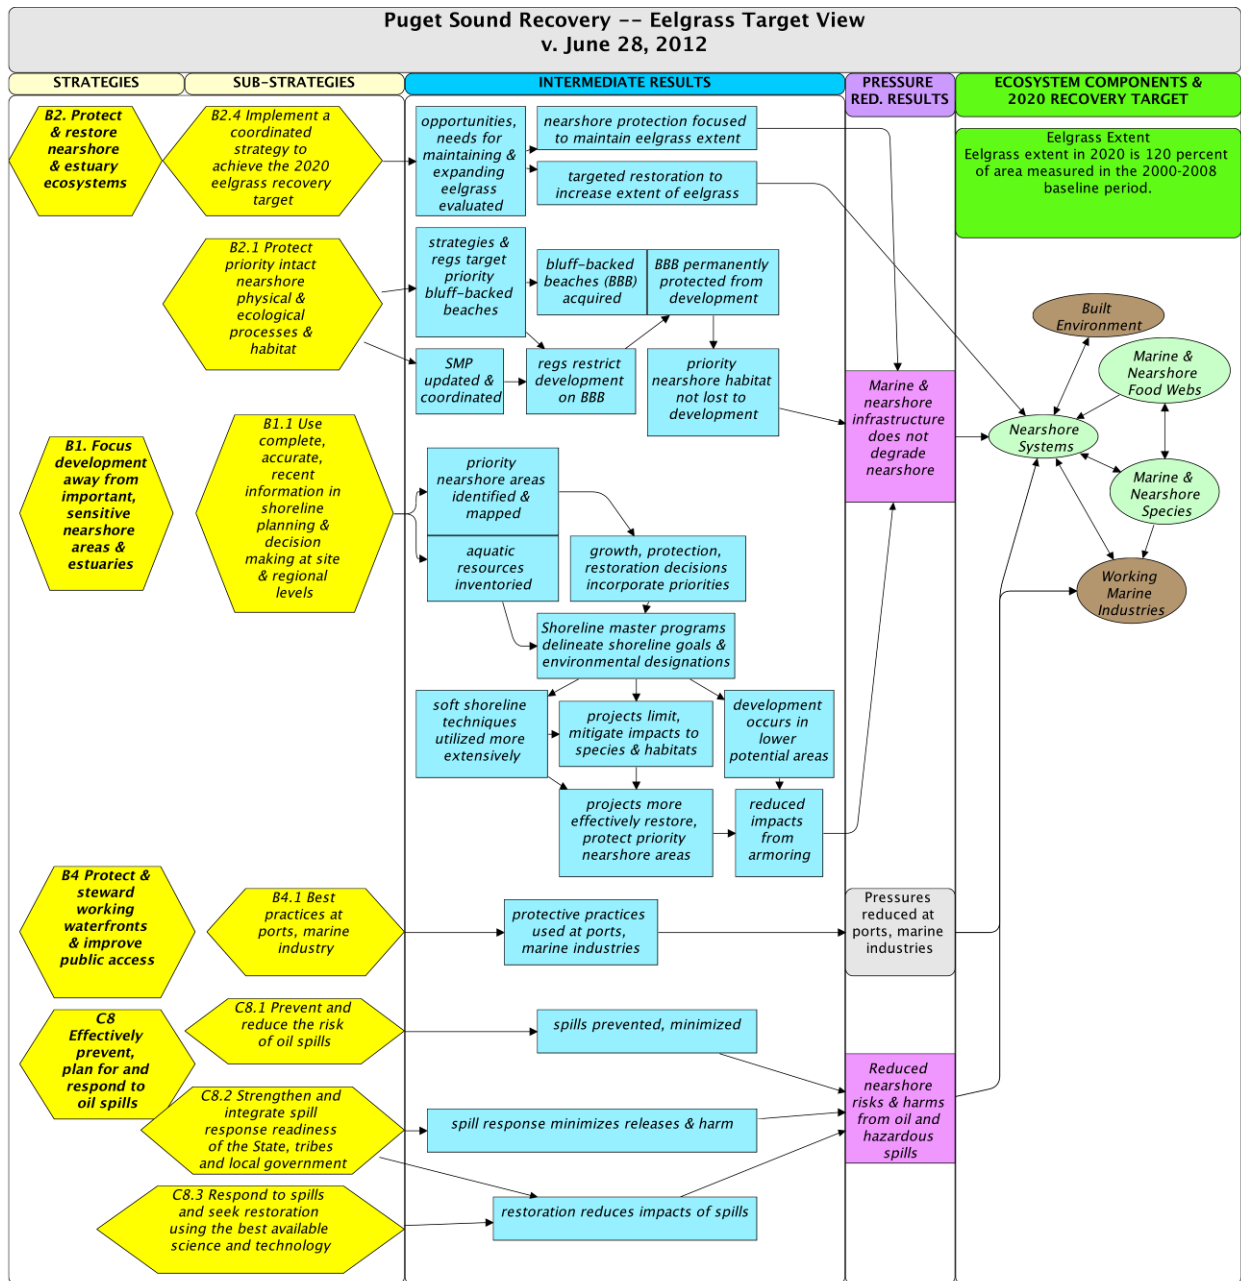 Puget Sound Recovery -- Eelgrass Target View
v. June 28, 2012
STRATEGIES
SUB-STRATEGIES
INTERMEDIATE RESULTS
PRESSURE
RED. RESULTS
ECOSYSTEM COMPONENTS &
2020 RECOVERY TARGET
B2. Protect
& restore
nearshore
& estuary
ecosystems
B2.4 Implement a
coordinated
strategy to
achieve the 2020
eelgrass recovery
target
opportunities,
needs for
maintaining &
expanding
eelgrass
evaluated
nearshore protection focused
to maintain eelgrass extent
targeted restoration to
increase extent of eelgrass
Eelgrass Extent
Eelgrass extent in 2020 is 120 percent
of area measured in the 2000-2008
baseline period.
B2.1 Protect
priority intact
nearshore
physical &
ecological
processes &
habitat
strategies &
regs target
priority
bluff-backed
beaches
bluff-backed
beaches (BBB)
acquired
BBB permanently
protected from
development
SMP
updated &
coordinated
regs restrict
development
on BBB
priority
nearshore habitat
not lost to
development
Marine &
nearshore
infrastructure
does not
degrade
nearshore
Built
Environment
Marine &
Nearshore
Food Webs
Nearshore
Systems
Marine &
Nearshore
Species
Working
Marine
Industries
B1. Focus
development
away from
important,
sensitive
nearshore
areas &
estuaries
B1.1 Use
complete,
accurate,
recent
information in
shoreline
planning &
decision
making at site
& regional
levels
priority
nearshore areas
identified &
mapped
aquatic
resources
inventoried
growth, protection,
restoration decisions
incorporate priorities
Shoreline master programs
delineate shoreline goals &
environmental designations
soft shoreline
techniques
utilized more
extensively
projects limit,
mitigate impacts to
species & habitats
development
occurs in
lower
potential areas
projects more
effectively restore,
protect priority
nearshore areas
reduced
impacts
from
armoring
B4 Protect &
steward
working
waterfronts
& improve
public access
B4.1 Best
practices at
ports, marine
industry
protective practices
used at ports,
marine industries
Pressures
reduced at
ports, marine
industries
C8
Effectively
prevent,
plan for and
respond to
oil spills
C8.1 Prevent and
reduce the risk
of oil spills
spills prevented, minimized
C8.2 Strengthen and
integrate spill
response readiness
of the State, tribes
and local government
spill response minimizes releases & harm
Reduced
nearshore
risks & harms
from oil and
hazardous
spills
C8.3 Respond to spills
and seek restoration
using the best available
science and technology
restoration reduces impacts of spills